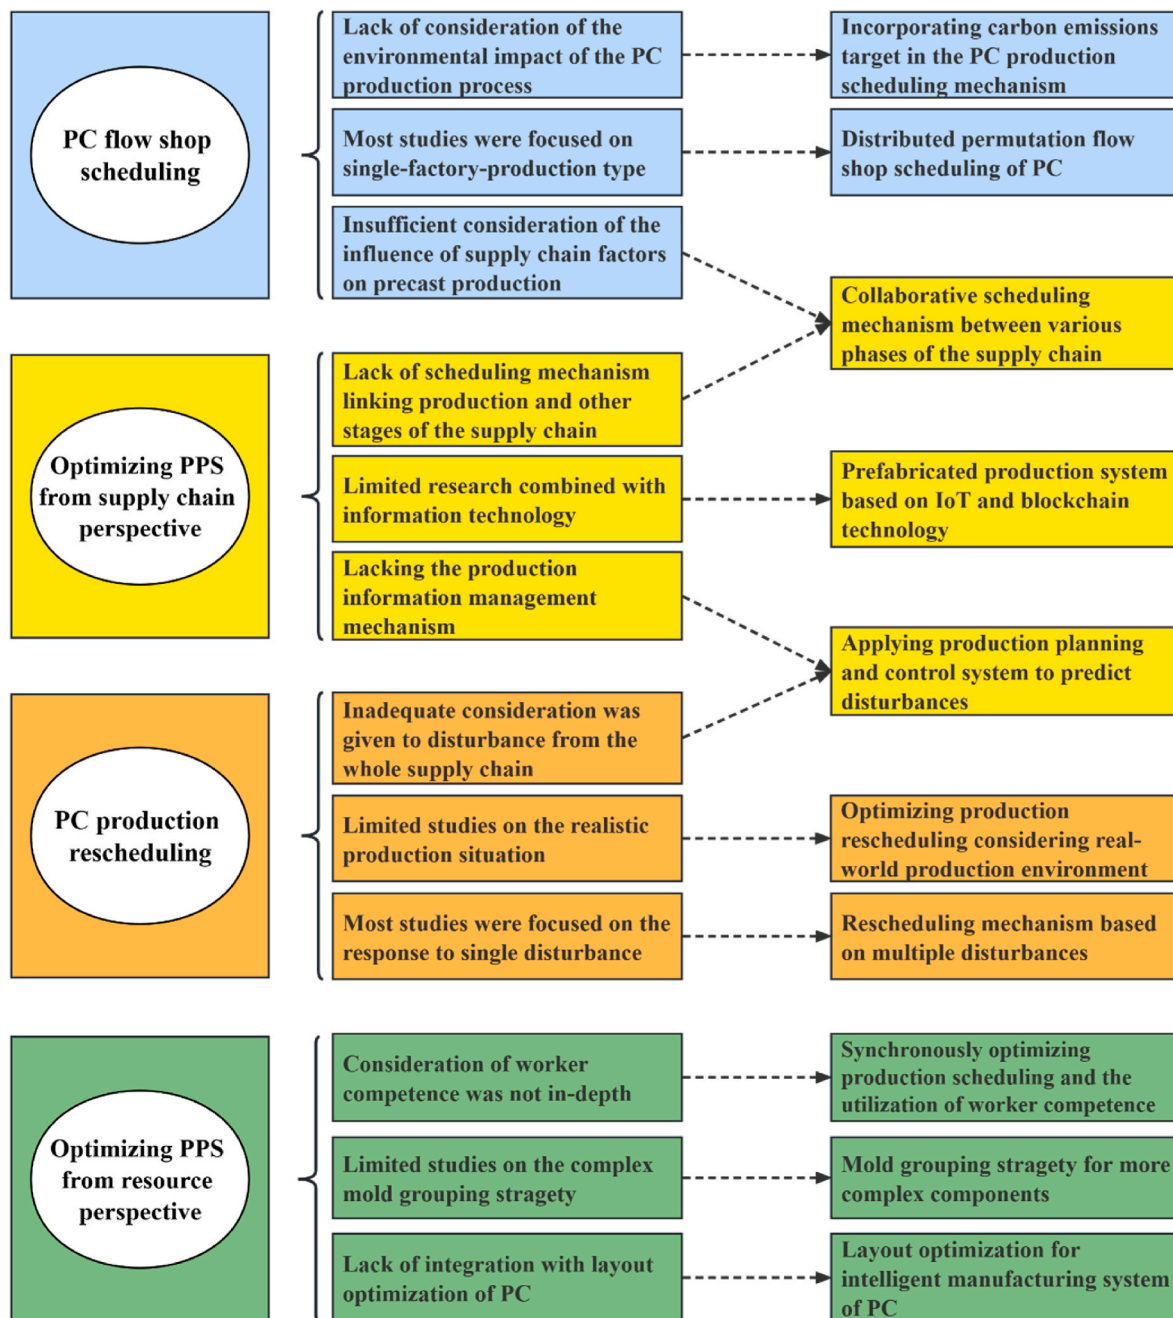 PC flow shop
scheduling
Lack of consideration of the
environmental impact of the PC
production process
Incorporating carbon emissions
target in the PC production
scheduling mechanism
Most studies were focused on
single-factory-production type
Distributed permutation flow
shop scheduling of PC
Insufficient consideration of the
influence of supply chain factors
on precast production
Collaborative scheduling
mechanism between various
phases of the supply chain
Optimizing PPS
from supply chain
perspective
Lack of scheduling mechanism
linking production and other
stages of the supply chain
Limited research combined with
information technology
Prefabricated production system
based on IoT and blockchain
technology
Lacking the production
information management
mechanism
Applying production planning
and control system to predict
disturbances
PC production
rescheduling
Inadequate consideration was
given to disturbance from the
whole supply chain
Limited studies on the realistic
production situation
Optimizing production
rescheduling considering real-
world production environment
Most studies were focused on the
response to single disturbance
Rescheduling mechanism based
on multiple disturbances
Optimizing PPS
from resource
perspective
Consideration of worker
competence was not in-depth
Synchronously optimizing
production scheduling and the
utilization of worker competence
Limited studies on the complex
mold grouping stragety
Mold grouping stragety for more
complex components
Lack of integration with layout
optimization of PC
Layout optimization for
intelligent manufacturing system
of PC